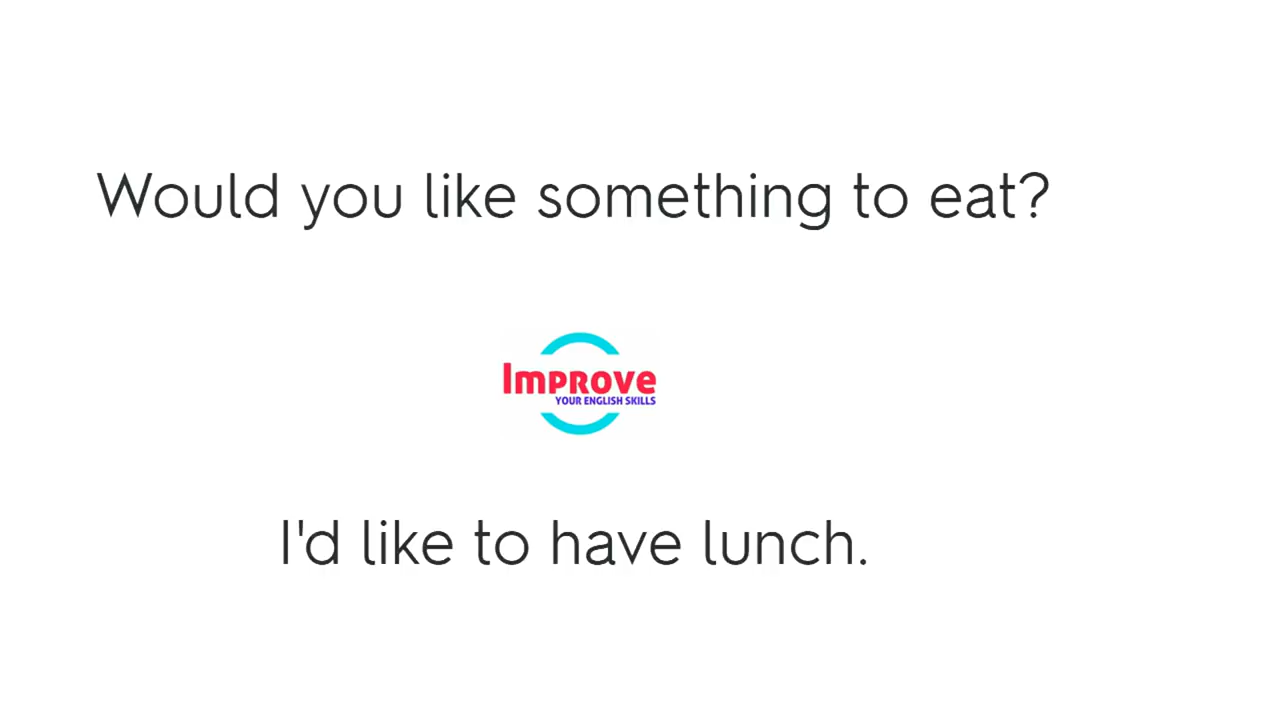 Would you like something to eat?
Improve
YOUR ENGLISH SKILLS
I'd like to have lunch.